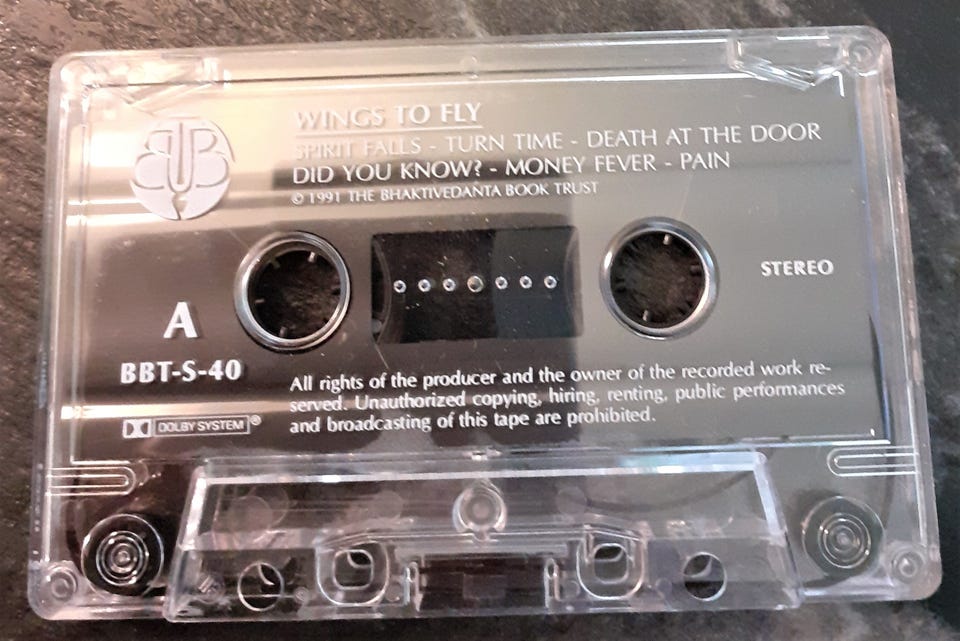 BUB
WINGS TO FLY
SPIRIT FALLS - TURN TIME - DEATH AT THE DOOR
DID YOU KNOW? - MONEY FEVER - PAIN
© 1991 THE BHAKTIVEDANTA BOOK TRUST
STEREO
A
BBT-S-40
All rights of the producer and the owner of the recorded work re-
served. Unauthorized copying, hiring, renting, public performances
and broadcasting of this tape are prohibited.
DOLBY SYSTEM®